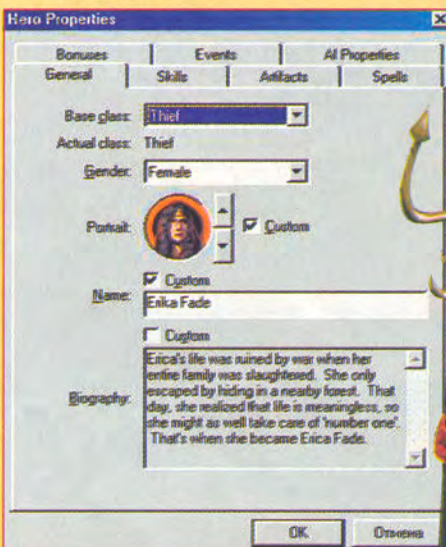 Hero Properties
Bonuses Events AI Properties
General Skills Artifacts Spells
Base class: Thief
Actual class: Thief
Gender: Female
Portrait: Custom
Custom
Name: Erika Fade
Custom
Biography:
Erica's life was ruined by war when her
entire family was slaughtered. She only
escaped by hiding in a nearby forest. That
day, she realized that life is meaningless, so
she might as well take care of 'number one'.
That's when she became Erica Fade.
OK Отмена